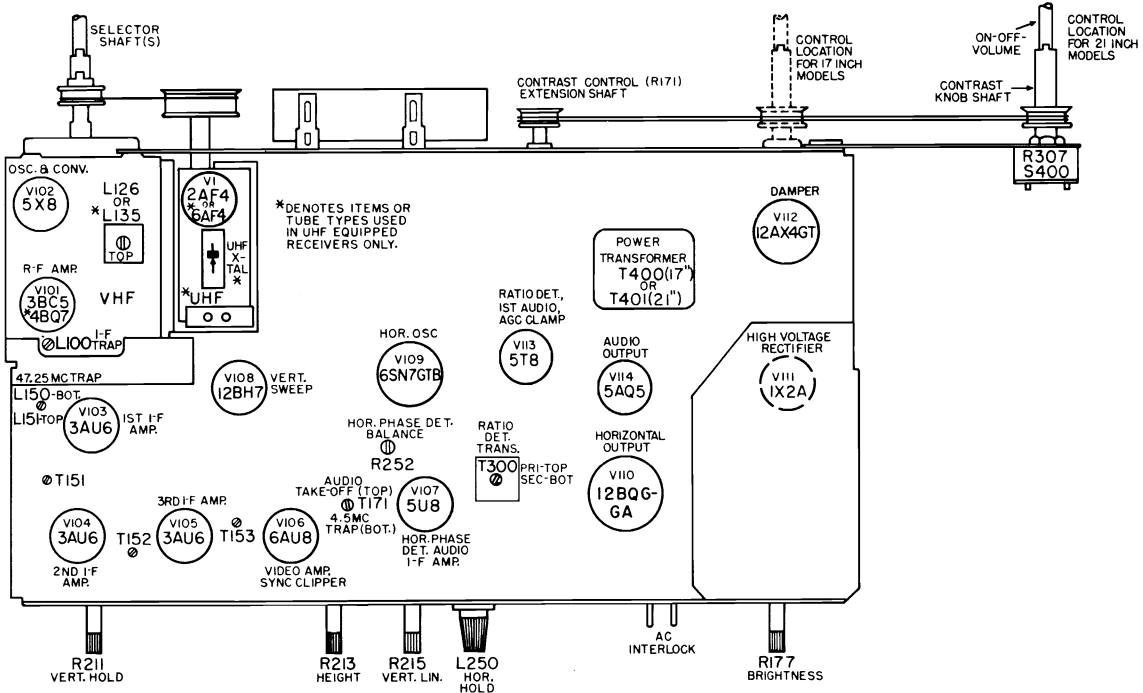 SELECTOR
SHAFT(S)
CONTRAST CONTROL (R171)
EXTENSION SHAFT
CONTROL
LOCATION
FOR 17 INCH
MODELS
ON-OFF-
VOLUME
CONTROL
LOCATION
FOR 21 INCH
MODELS
CONTRAST
KNOB SHAFT
R307
S400
OSC. & CONV.
V102
5X8
L126
OR
*L135
TOP
R-F AMP.
V101
3BC5
*4BQ7
VHF
L100 I-F
TRAP
V1
2AF4
OR
*6AF4
UHF
X-
TAL
*
*UHF
*DENOTES ITEMS OR
TUBE TYPES USED
IN UHF EQUIPPED
RECEIVERS ONLY.
POWER
TRANSFORMER
T400(17")
OR
T401(21")
DAMPER
V112
12AX4GT
RATIO DET.,
1ST AUDIO,
AGC CLAMP
V113
5T8
HOR. OSC
V109
6SN7GTB
AUDIO
OUTPUT
V114
5AQ5
HIGH VOLTAGE
RECTIFIER
V111
1X2A
47.25 MC TRAP
L150-BOT.
L151-TOP
V103
3AU6
1ST I-F
AMP.
V108
12BH7
VERT.
SWEEP
HOR. PHASE DET.
BALANCE
R252
RATIO
DET.
TRANS.
T300
PRI-TOP
SEC-BOT
HORIZONTAL
OUTPUT
V110
12BQG-
GA
T151
V104
3AU6
2ND I-F
AMP.
T152
3RD I-F AMP.
V105
3AU6
T153
V106
6AU8
VIDEO AMP.
SYNC CLIPPER
AUDIO
TAKE-OFF (TOP)
T171
4.5MC
TRAP (BOT.)
V107
5U8
HOR. PHASE
DET. AUDIO
I-F AMP.
R211
VERT. HOLD
R213
HEIGHT
R215
VERT. LIN.
L250
HOR.
HOLD
AC
INTERLOCK
R177
BRIGHTNESS